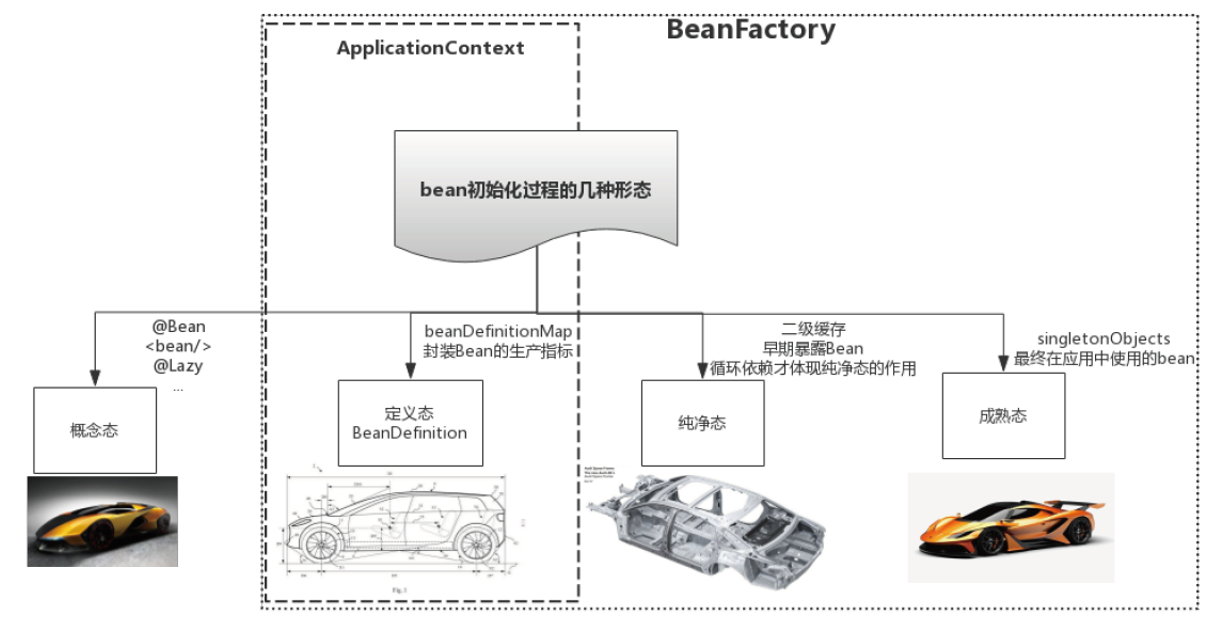 BeanFactory
ApplicationContext
bean初始化过程的几种形态
@Bean
<bean/>
@Lazy
...
概念态
beanDefinitionMap
封装Bean的生产指标
定义态
BeanDefinition
二级缓存
早期暴露Bean
循环依赖才体现纯净态的作用
纯净态
singletonObjects
最终在应用中使用的bean
成熟态
Fig. 1